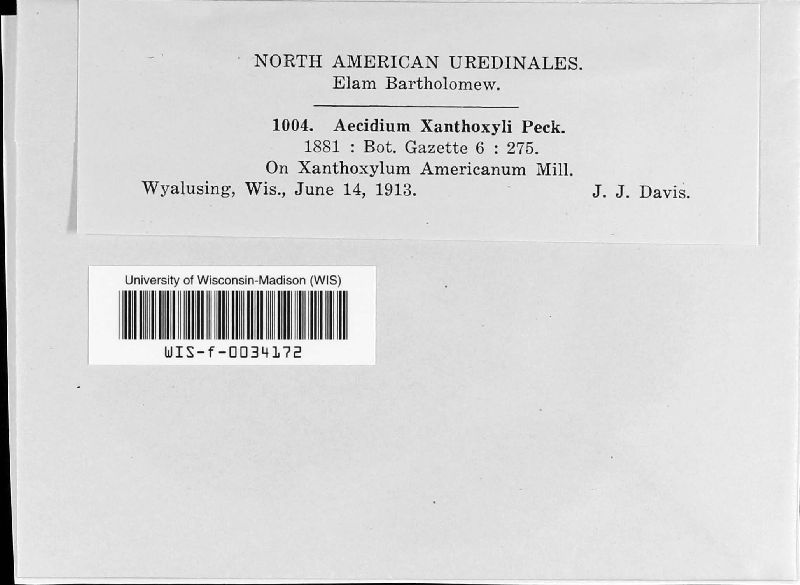 NORTH AMERICAN UREDINALES.
Elam Bartholomew.
1004. Aecidium Xanthoxyli Peck.
1881 : Bot. Gazette 6 : 275.
On Xanthoxylum Americanum Mill.
Wyalusing, Wis., June 14, 1913. J. J. Davis.
University of Wisconsin-Madison (WIS)
WIS-f-0034172